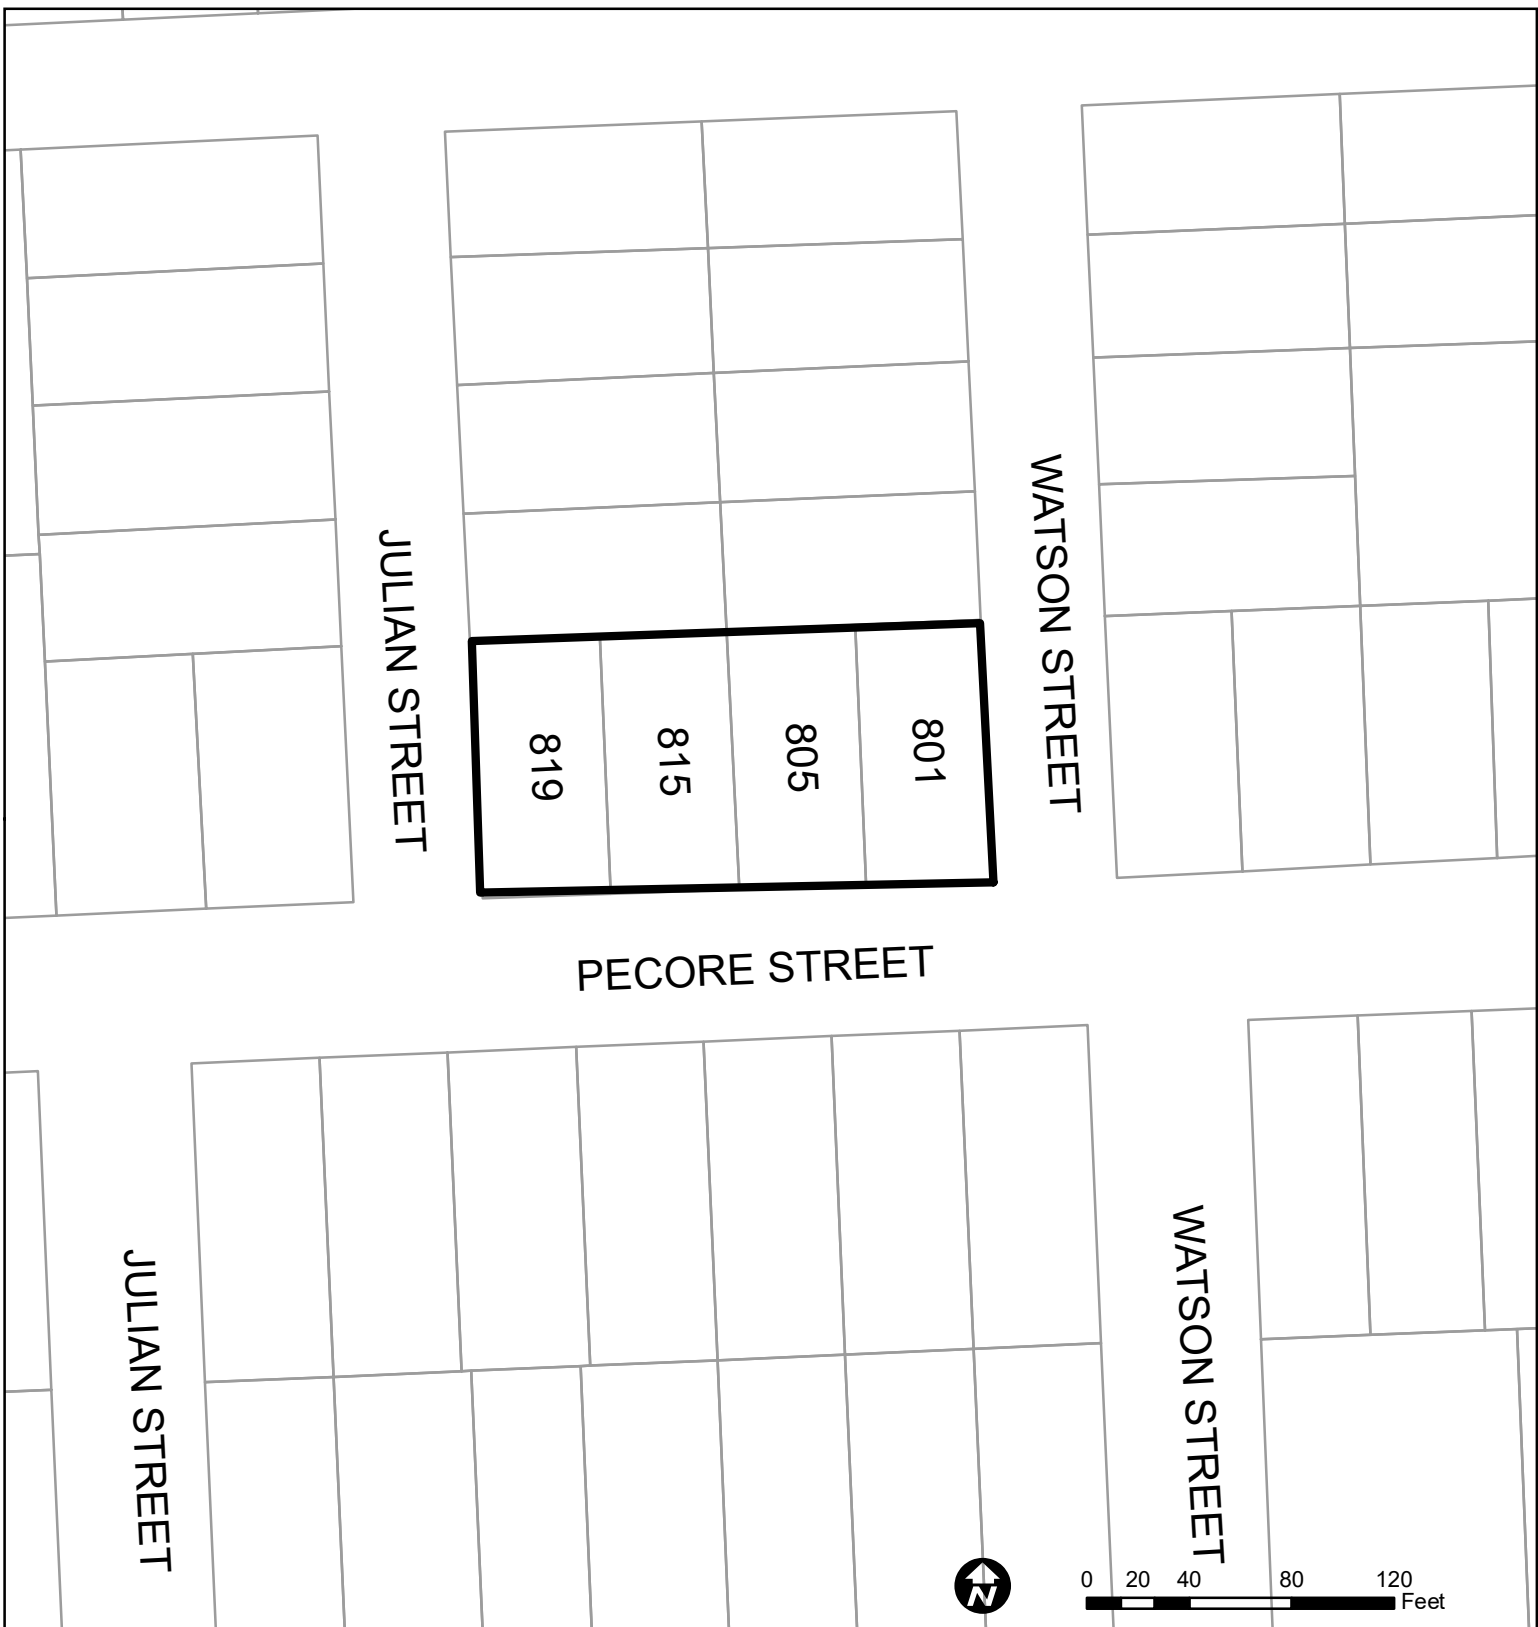 WATSON STREET
JULIAN STREET
819
815
805
801
PECORE STREET
WATSON STREET
JULIAN STREET
N
0 20 40 80 120
Feet